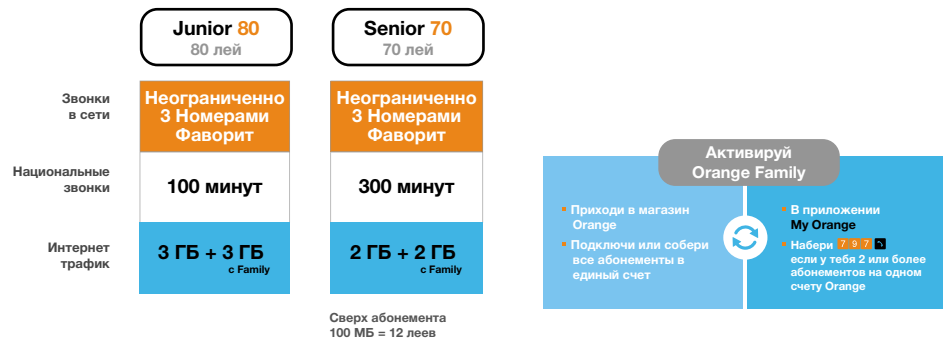 Junior 80
80 лей
Senior 70
70 лей
Звонки
в сети
Неограниченно
3 Номерами
Фаворит
Неограниченно
3 Номерами
Фаворит
Национальные
звонки
100 минут
300 минут
Интернет
трафик
3 ГБ + 3 ГБ
с Family
2 ГБ + 2 ГБ
с Family
Сверх абонемента
100 МБ = 12 леев
Активируй
Orange Family
Приходи в магазин
Orange
Подключи или собери
все абонементы в
единый счет
В приложении
My Orange
Набери 7 9 7
если у тебя 2 или более
абонементов на одном
счету Orange